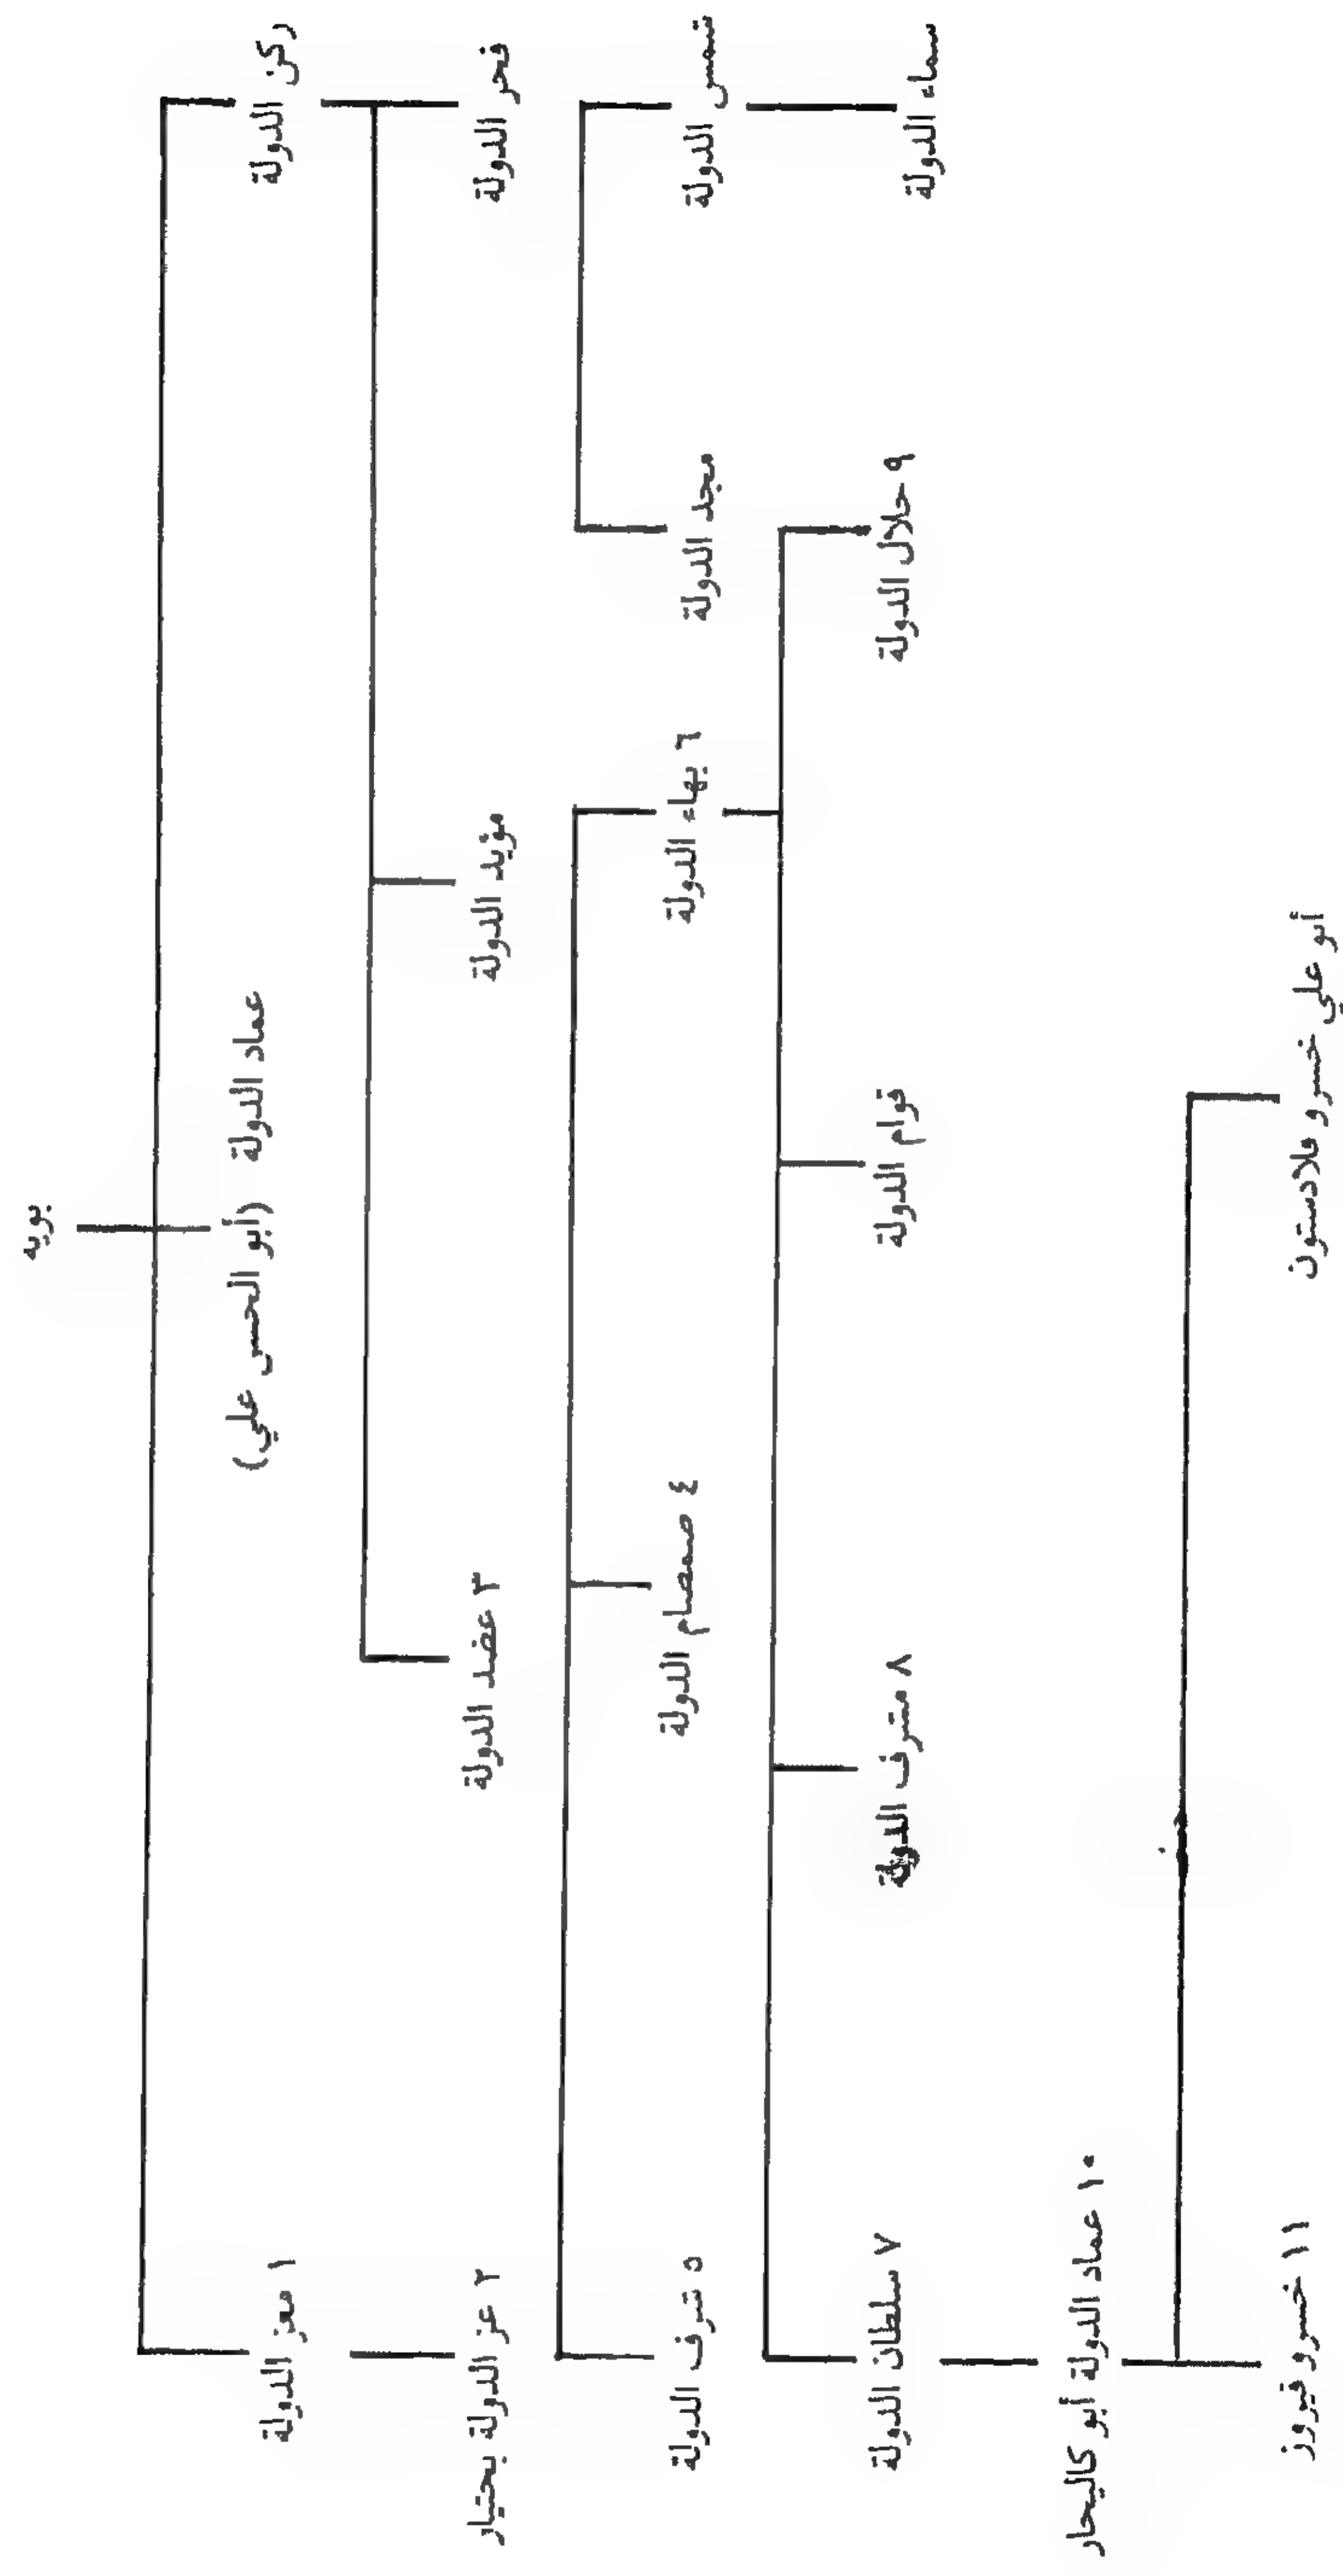 بويه
ركن الدولة
عماد الدولة (أبو الحسن علي)
١ معز الدولة
فخر الدولة
مؤيد الدولة
٣ عضد الدولة
٢ عز الدولة بختيار
شمس الدولة
مجد الدولة
٦ بهاء الدولة
٤ صمصام الدولة
٥ شرف الدولة
سماء الدولة
٩ جلال الدولة
قوام الدولة
٨ مشرف الدولة
٧ سلطان الدولة
١٠ عماد الدولة أبو كاليجار
أبو علي خسرو فلادستون
١١ خسرو فيروز